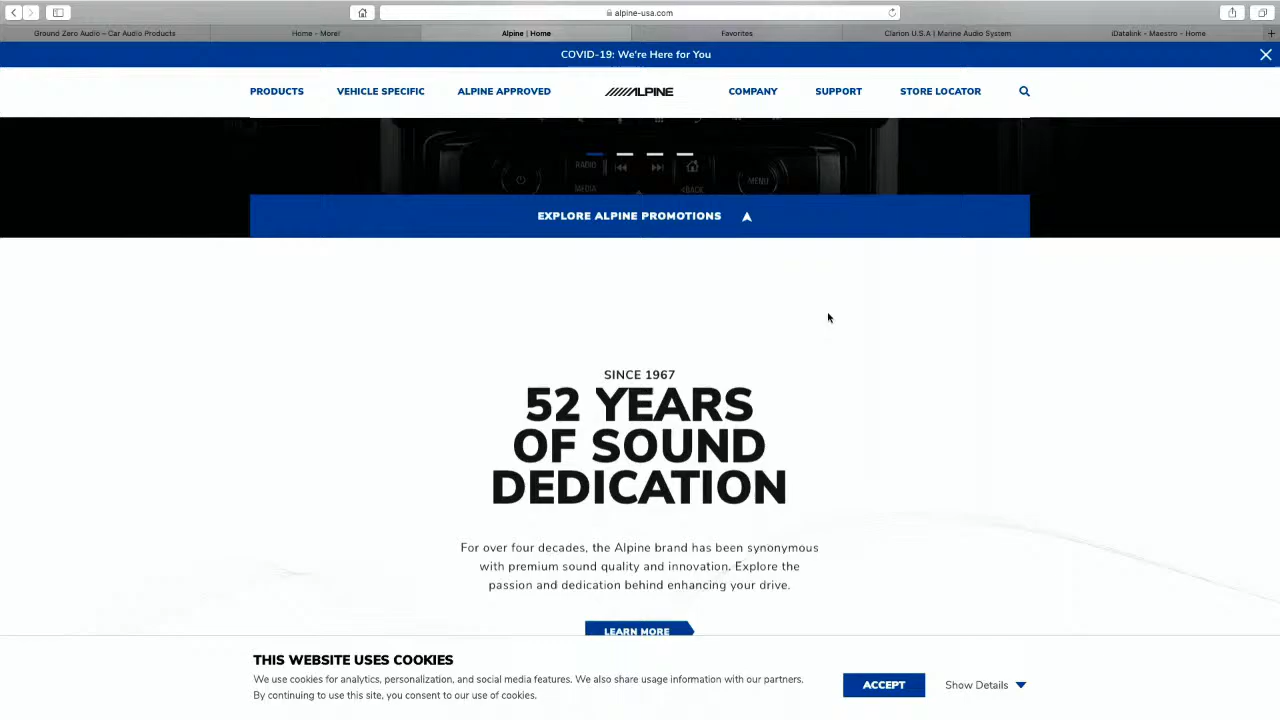 alpine-usa.com
Ground Zero Audio – Car Audio Products
Home - More!
Alpine | Home
Favorites
Clarion U.S.A | Marine Audio System
iDatalink - Maestro - Home
COVID-19: We're Here for You
PRODUCTS
VEHICLE SPECIFIC
ALPINE APPROVED
ALPINE
COMPANY
SUPPORT
STORE LOCATOR
RADIO
MEDIA
<BACK
MENU
EXPLORE ALPINE PROMOTIONS
SINCE 1967
52 YEARS
OF SOUND
DEDICATION
For over four decades, the Alpine brand has been synonymous
with premium sound quality and innovation. Explore the
passion and dedication behind enhancing your drive.
LEARN MORE
THIS WEBSITE USES COOKIES
We use cookies for analytics, personalization, and social media features. We also share usage information with our partners.
By continuing to use this site, you consent to our use of cookies.
ACCEPT
Show Details